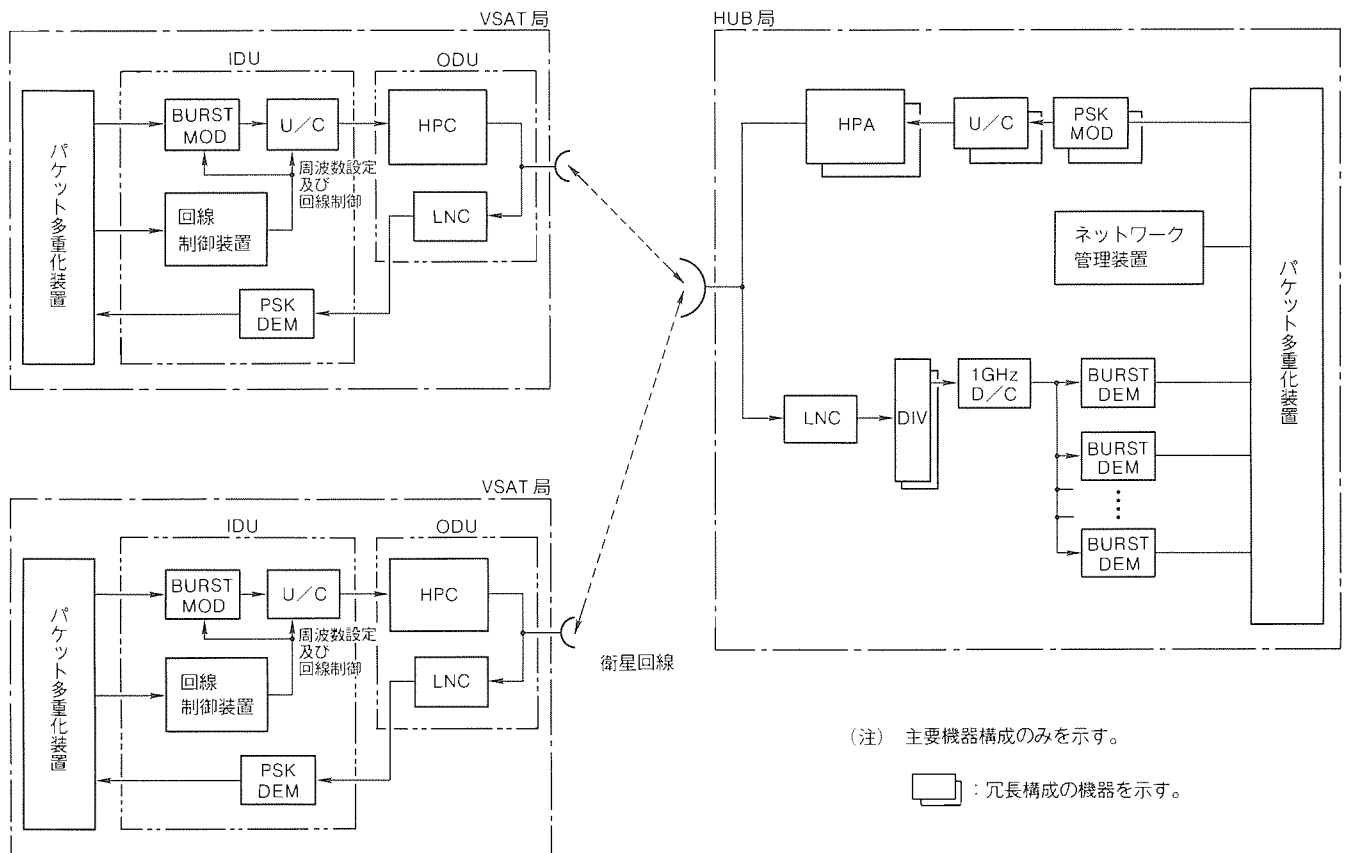 VSAT局
IDU
ODU
パケット多重化装置
BURST
MOD
U/C
HPC
周波数設定
及び
回線制御
回線
制御装置
LNC
PSK
DEM
VSAT局
IDU
ODU
パケット多重化装置
BURST
MOD
U/C
HPC
周波数設定
及び
回線制御
回線
制御装置
LNC
PSK
DEM
衛星回線
HUB局
HPA
U/C
PSK
MOD
ネットワーク
管理装置
パケット多重化装置
LNC
DIV
1GHz
D/C
BURST
DEM
BURST
DEM
BURST
DEM
(注) 主要機器構成のみを示す。
:冗長構成の機器を示す。